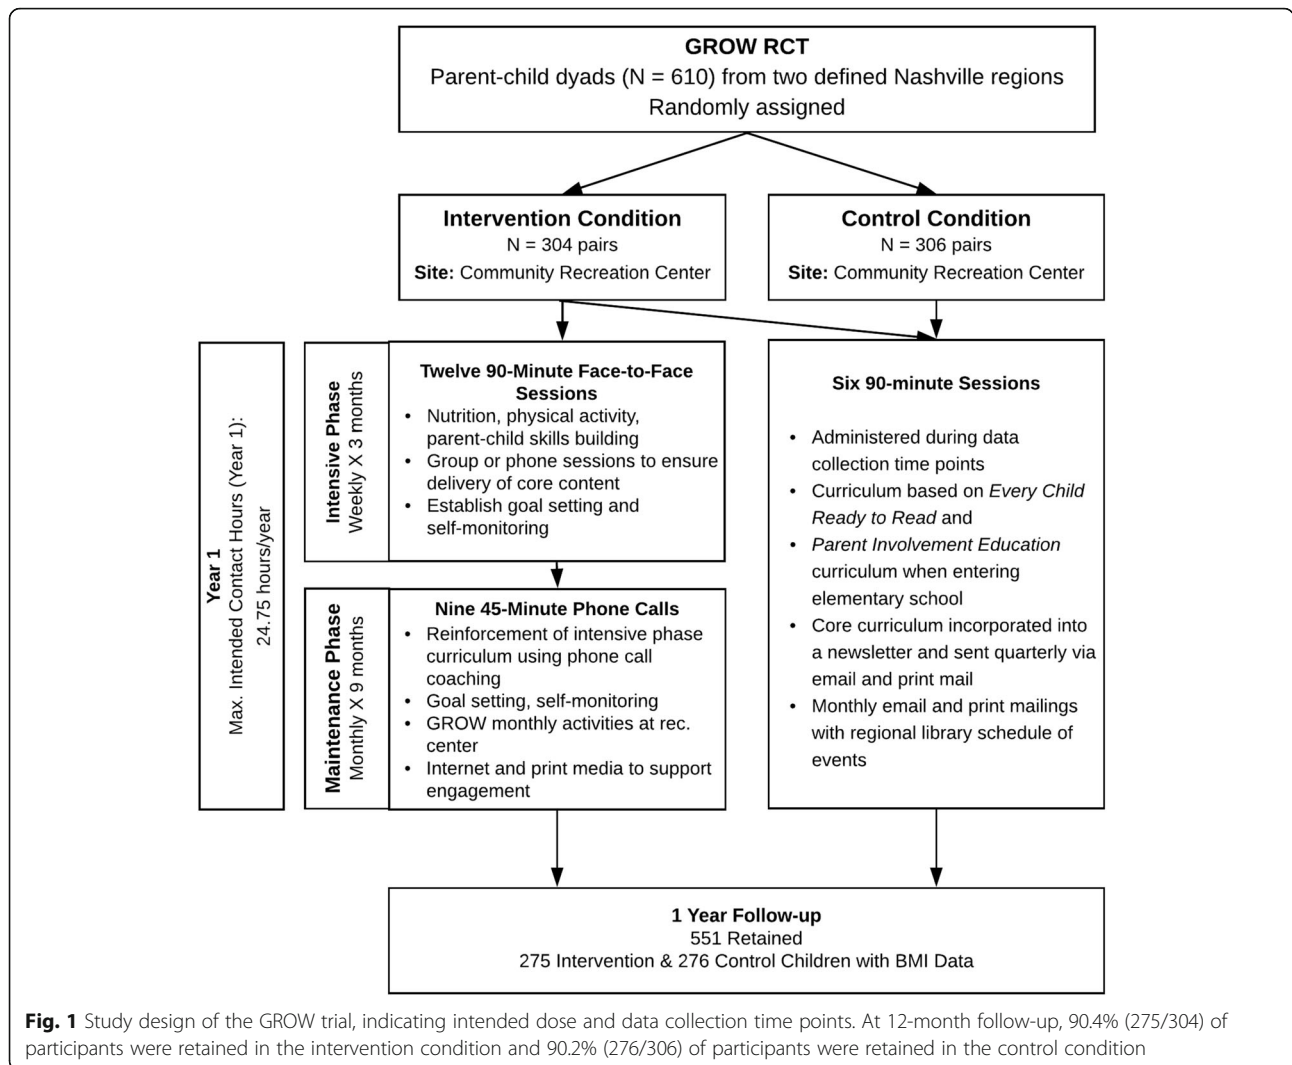 GROW RCT
Parent-child dyads (N = 610) from two defined Nashville regions
Randomly assigned
Intervention Condition
N = 304 pairs
Site: Community Recreation Center
Control Condition
N = 306 pairs
Site: Community Recreation Center
Year 1
Max. Intended Contact Hours (Year 1):
24.75 hours/year
Intensive Phase
Weekly X 3 months
Twelve 90-Minute Face-to-Face
Sessions
• Nutrition, physical activity,
parent-child skills building
• Group or phone sessions to ensure
delivery of core content
• Establish goal setting and
self-monitoring
Maintenance Phase
Monthly X 9 months
Nine 45-Minute Phone Calls
• Reinforcement of intensive phase
curriculum using phone call
coaching
• Goal setting, self-monitoring
• GROW monthly activities at rec.
center
• Internet and print media to support
engagement
Six 90-minute Sessions
• Administered during data
collection time points
• Curriculum based on Every Child
Ready to Read and
• Parent Involvement Education
curriculum when entering
elementary school
• Core curriculum incorporated into
a newsletter and sent quarterly via
email and print mail
• Monthly email and print mailings
with regional library schedule of
events
1 Year Follow-up
551 Retained
275 Intervention & 276 Control Children with BMI Data
Fig. 1 Study design of the GROW trial, indicating intended dose and data collection time points. At 12-month follow-up, 90.4% (275/304) of
participants were retained in the intervention condition and 90.2% (276/306) of participants were retained in the control condition